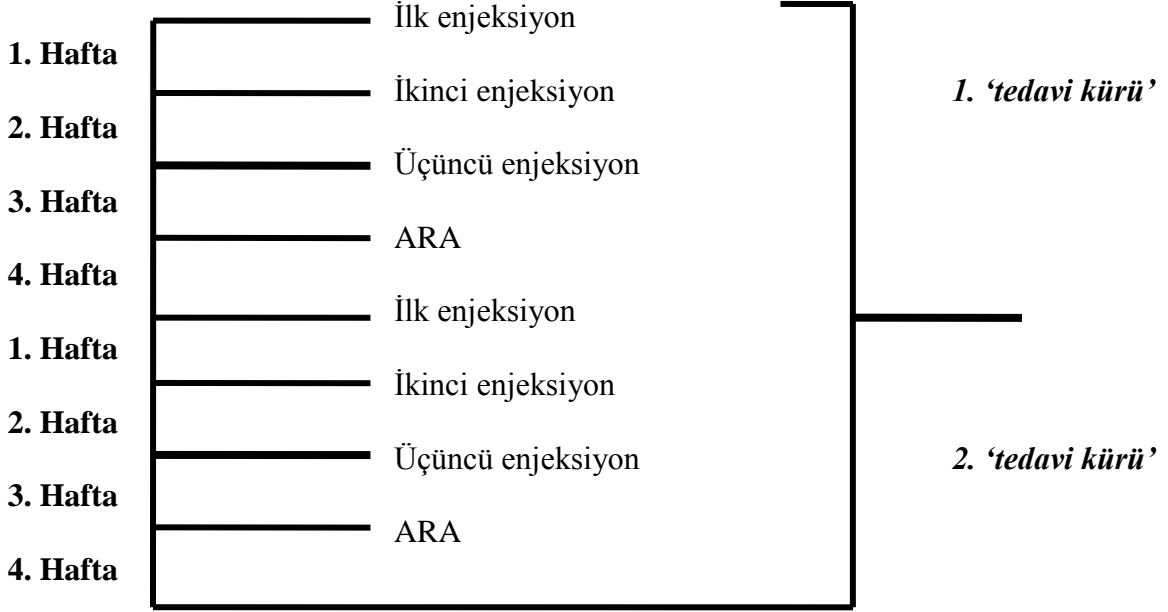 İlk enjeksiyon
1. Hafta
İkinci enjeksiyon
1. ‘tedavi kürü’
2. Hafta
Üçüncü enjeksiyon
3. Hafta
ARA
4. Hafta
İlk enjeksiyon
1. Hafta
İkinci enjeksiyon
2. Hafta
Üçüncü enjeksiyon
2. ‘tedavi kürü’
3. Hafta
ARA
4. Hafta